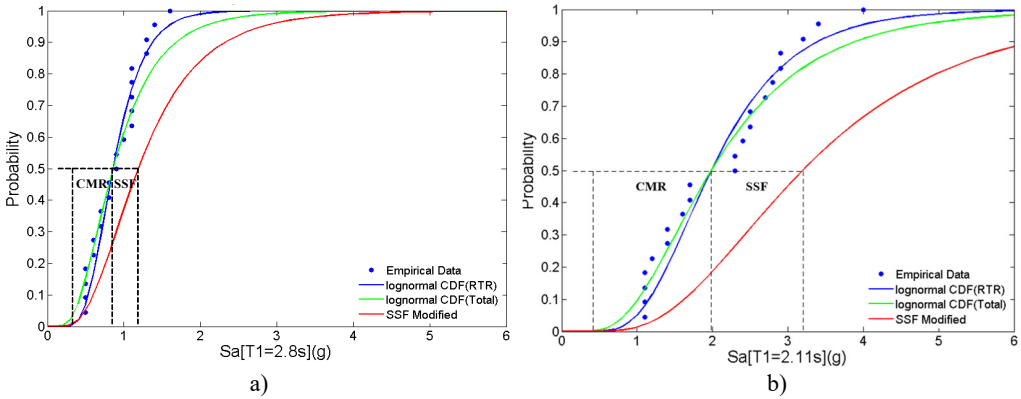 1
0.9
0.8
0.7
0.6
0.5
0.4
0.3
0.2
0.1
0
Probability
CMR SSF
Empirical Data
lognormal CDF(RTR)
lognormal CDF(Total)
SSF Modified
0 1 2 3 4 5 6
Sa[T1=2.8s](g)
a)
1
0.9
0.8
0.7
0.6
0.5
0.4
0.3
0.2
0.1
0
Probability
CMR SSF
Empirical Data
lognormal CDF(RTR)
lognormal CDF(Total)
SSF Modified
0 1 2 3 4 5 6
Sa[T1=2.11s](g)
b)